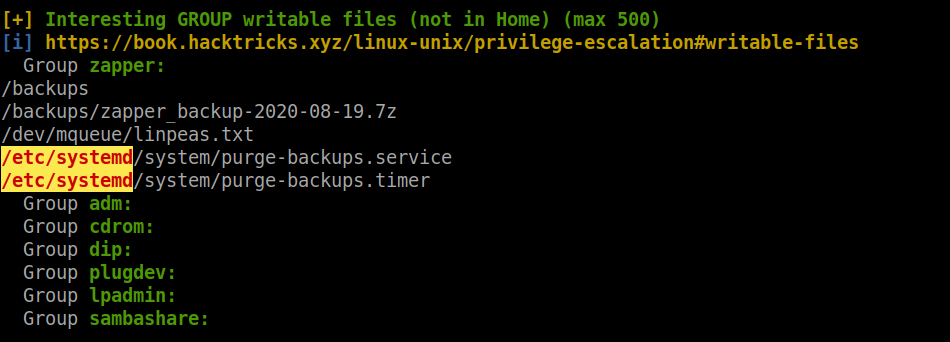 [+] Interesting GROUP writable files (not in Home) (max 500)
[i] https://book.hacktricks.xyz/linux-unix/privilege-escalation#writable-files
  Group zapper:
/backups
/backups/zapper_backup-2020-08-19.7z
/dev/mqueue/linpeas.txt
/etc/systemd/system/purge-backups.service
/etc/systemd/system/purge-backups.timer
  Group adm:
  Group cdrom:
  Group dip:
  Group plugdev:
  Group lpadmin:
  Group sambashare: